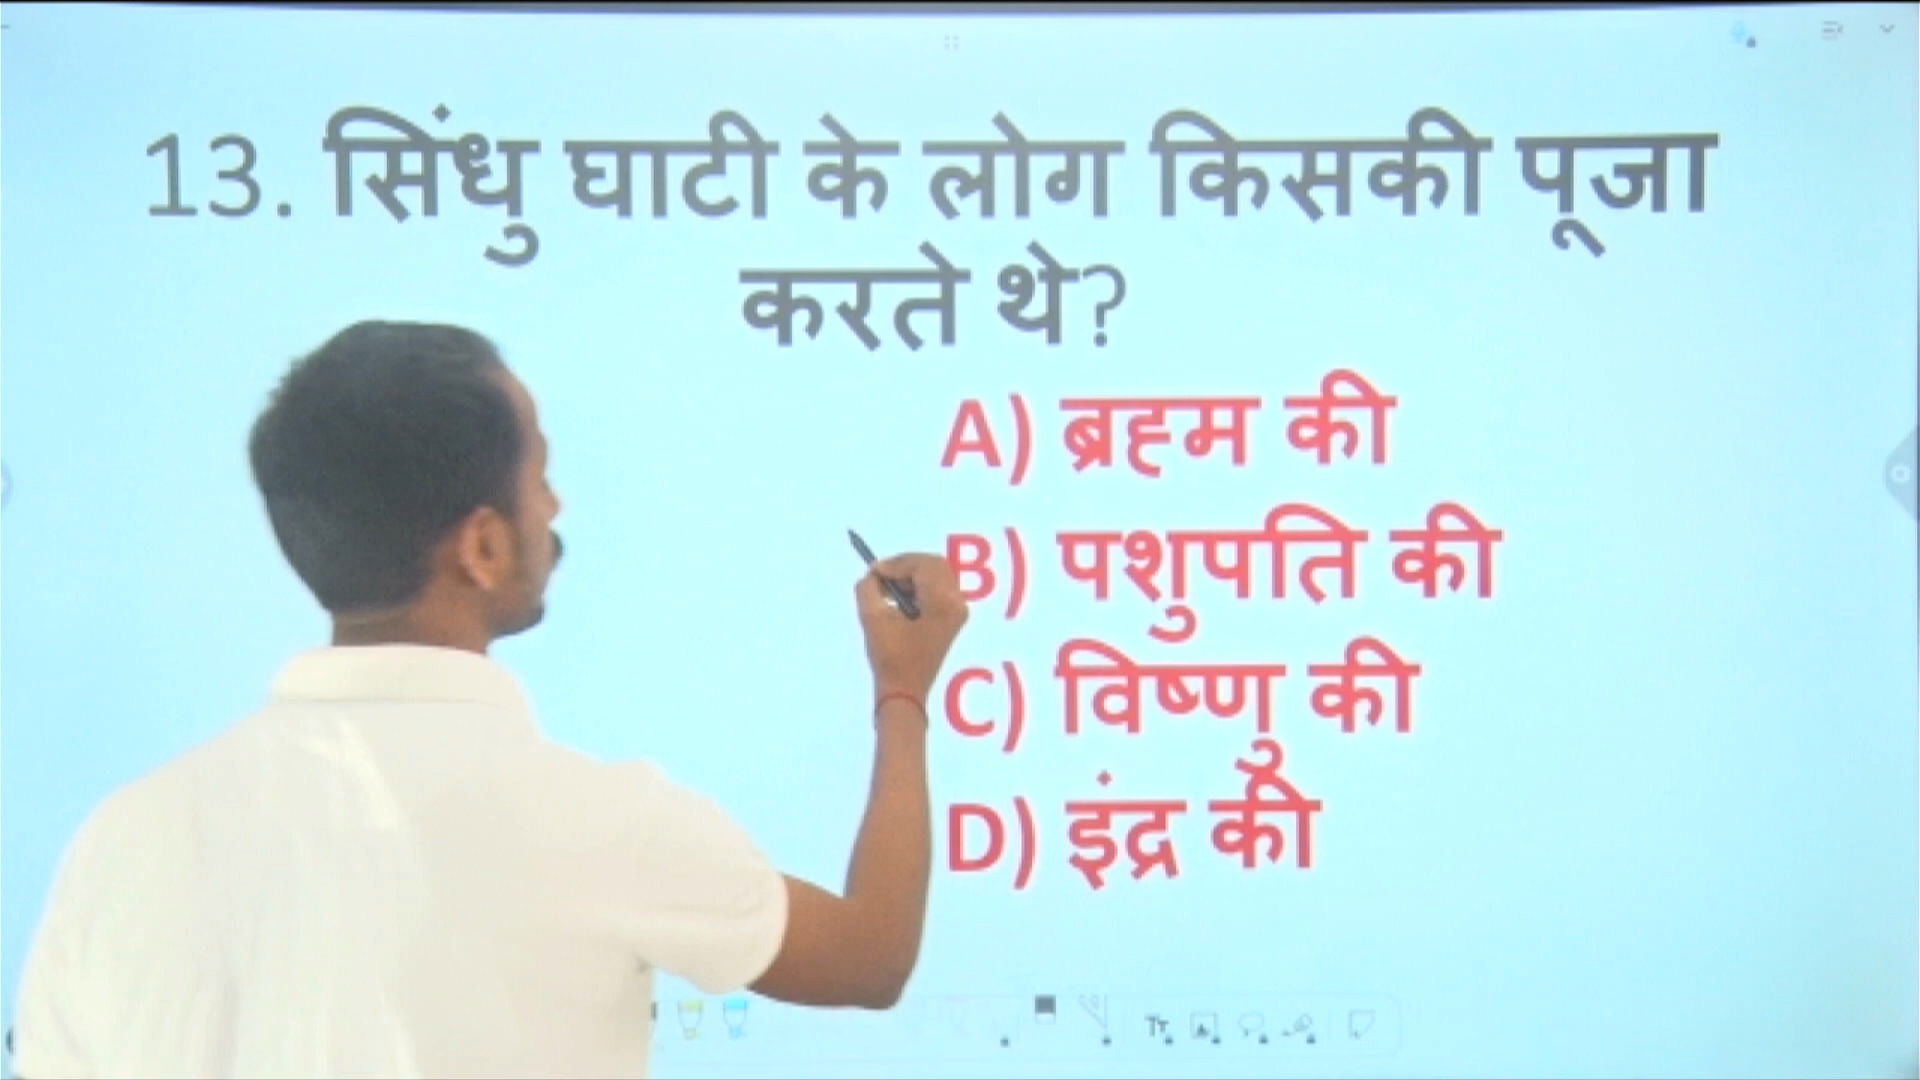 13. सिंधु घाटी के लोग किसकी पूजा
करते थे?
A) ब्रह्म की
B) पशुपति की
C) विष्णु की
D) इंद्र की